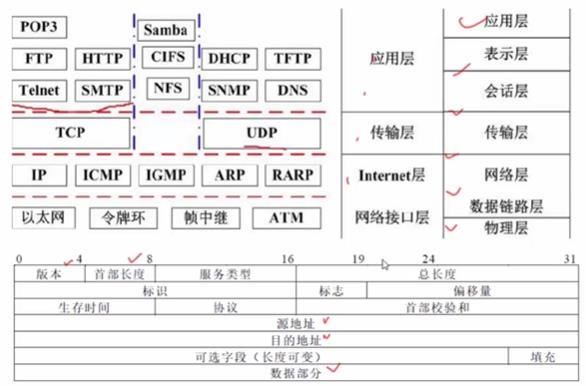 POP3 Samba 应用层
FTP HTTP CIFS DHCP TFTP 应用层 表示层
Telnet SMTP NFS SNMP DNS 会话层
TCP UDP 传输层 传输层
IP ICMP IGMP ARP RARP Internet层 网络层
以太网 令牌环 帧中继 ATM 网络接口层 数据链路层
物理层
0 4 8 16 19 24 31
版本 首部长度 服务类型 总长度
标识 标志 偏移量
生存时间 协议 首部校验和
源地址
目的地址
可选字段（长度可变） 填充
数据部分